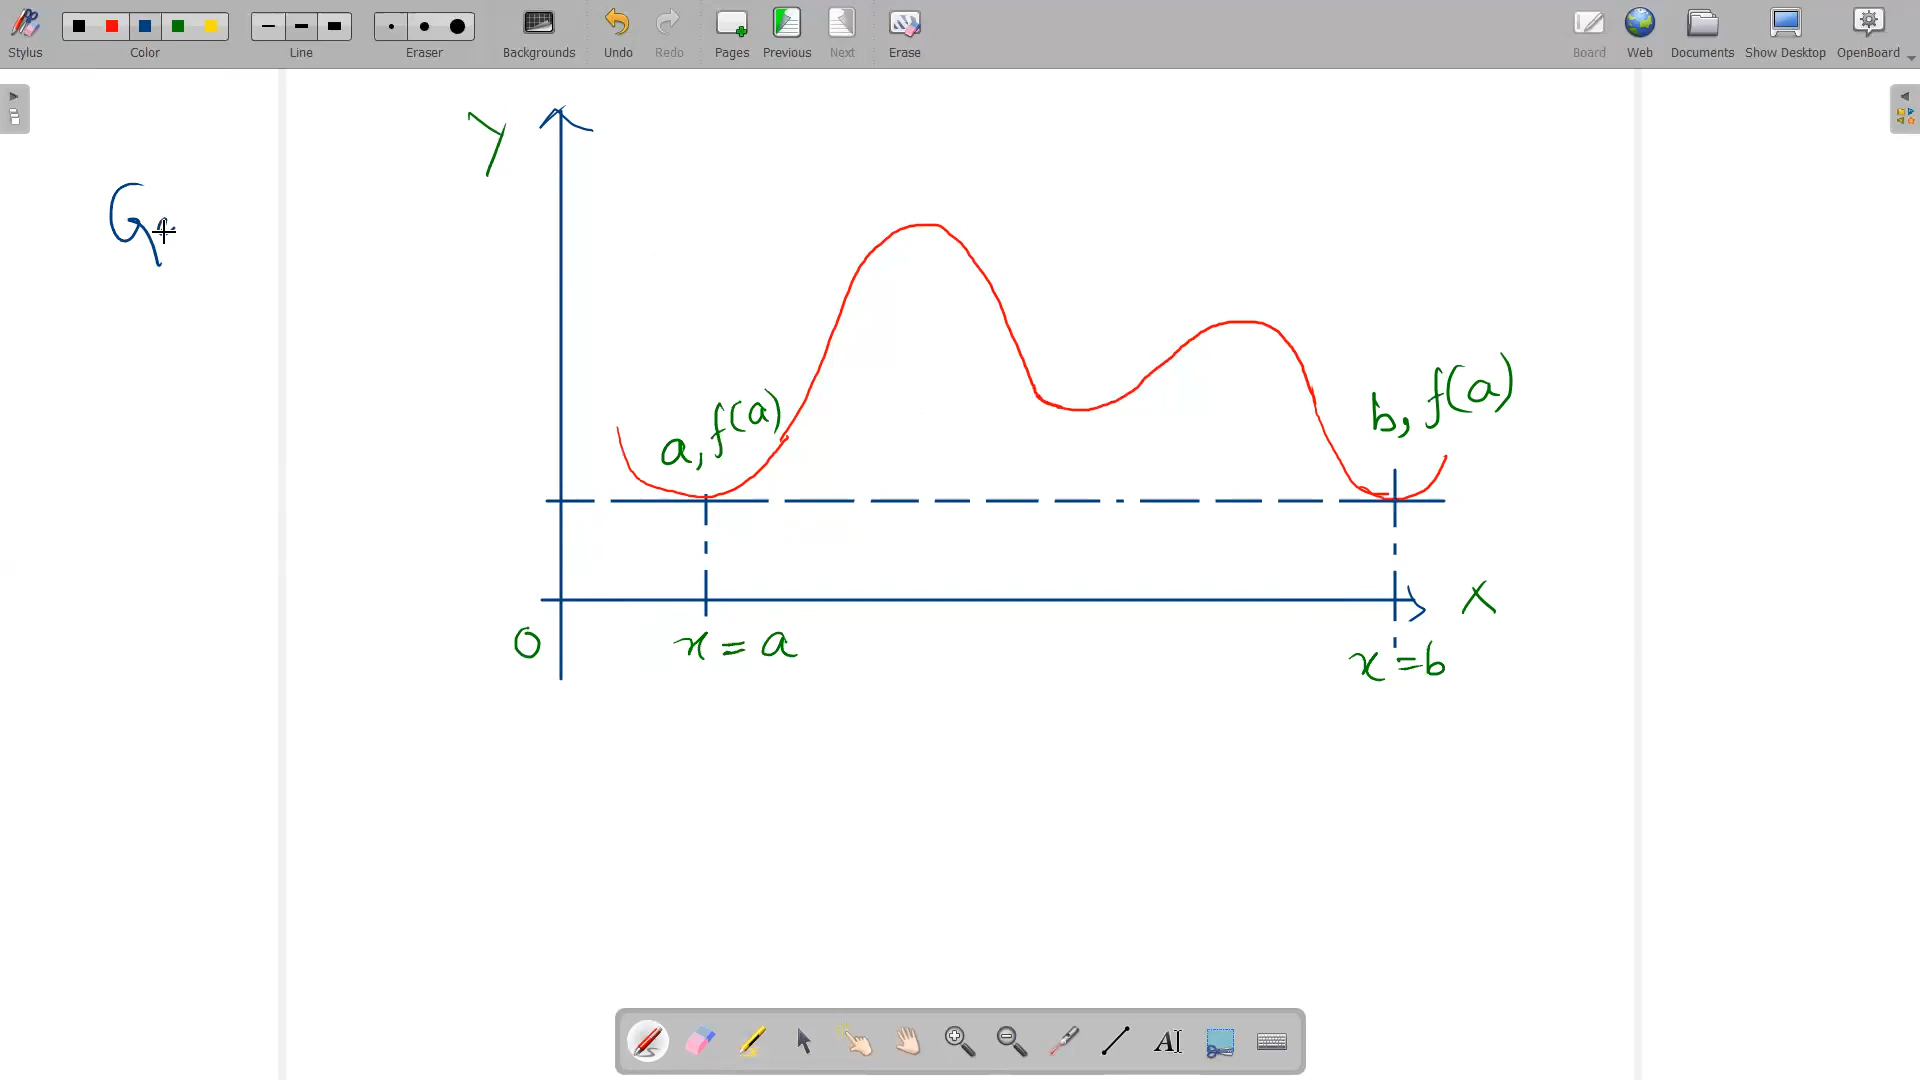 Stylus Color Line Eraser Backgrounds Undo Redo Pages Previous Next Erase Board Web Documents Show Desktop OpenBoard
y
G
a, f(a)
b, f(a)
X
O
x = a
x = b